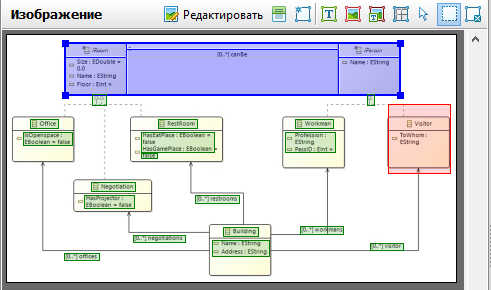 Изображение
Редактировать
iRoom
Size : EDouble =
0.0
Name : EString
Floor : EInt =
[0..*] canBe
iPerson
Name : EString
Office
isOpenspace :
EBoolean = false
RestRoom
HasEatPlace : EBoolean =
false
HasGamePlace : EBoolean =
false
Workman
Profession :
EString
PassID : EInt =
Visitor
ToWhom :
EString
Negotiation
HasProjector :
EBoolean = false
[0..*] restrooms
Building
Name : EString
Address : EString
[0..*] workmans
[0..*] negotiations
[0..*] visitor
[0..*] offices